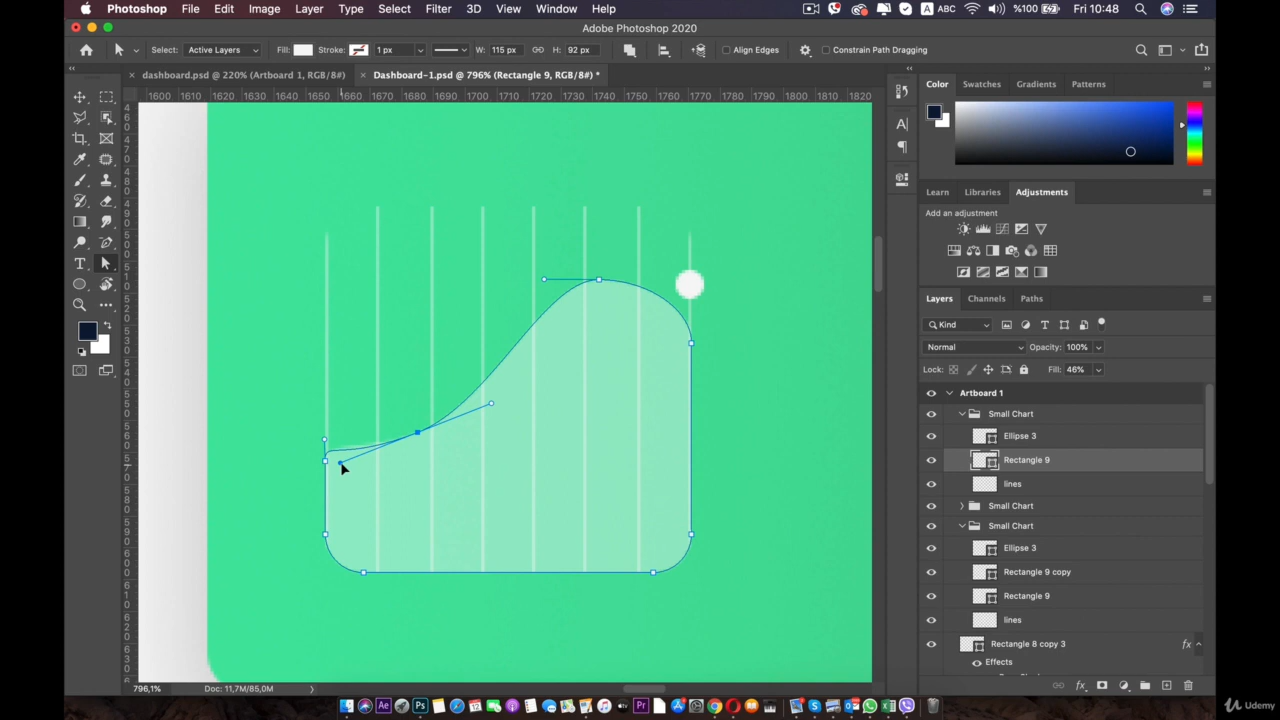 Photoshop File Edit Image Layer Type Select Filter 3D View Window Help ABC %100 Fri 10:48
Adobe Photoshop 2020
Select: Active Layers Fill: Stroke: 1 px W: 115 px H: 92 px Align Edges Constrain Path Dragging
× dashboard.psd @ 220% (Artboard 1, RGB/8#) × Dashboard-1.psd @ 796% (Rectangle 9, RGB/8#) *
1600 1610 1620 1630 1640 1650 1660 1670 1680 1690 1700 1710 1720 1730 1740 1750 1760 1770 1780 1790 1800 1810 1820
Color Swatches Gradients Patterns
Learn Libraries Adjustments
Add an adjustment
Layers Channels Paths
Kind
Normal Opacity: 100%
Lock: Fill: 46%
Artboard 1
Small Chart
Ellipse 3
Rectangle 9
lines
Small Chart
Small Chart
Ellipse 3
Rectangle 9 copy
Rectangle 9
lines
Rectangle 8 copy 3 fx
Effects
796,1% Doc: 11,7M/85,0M
Udemy